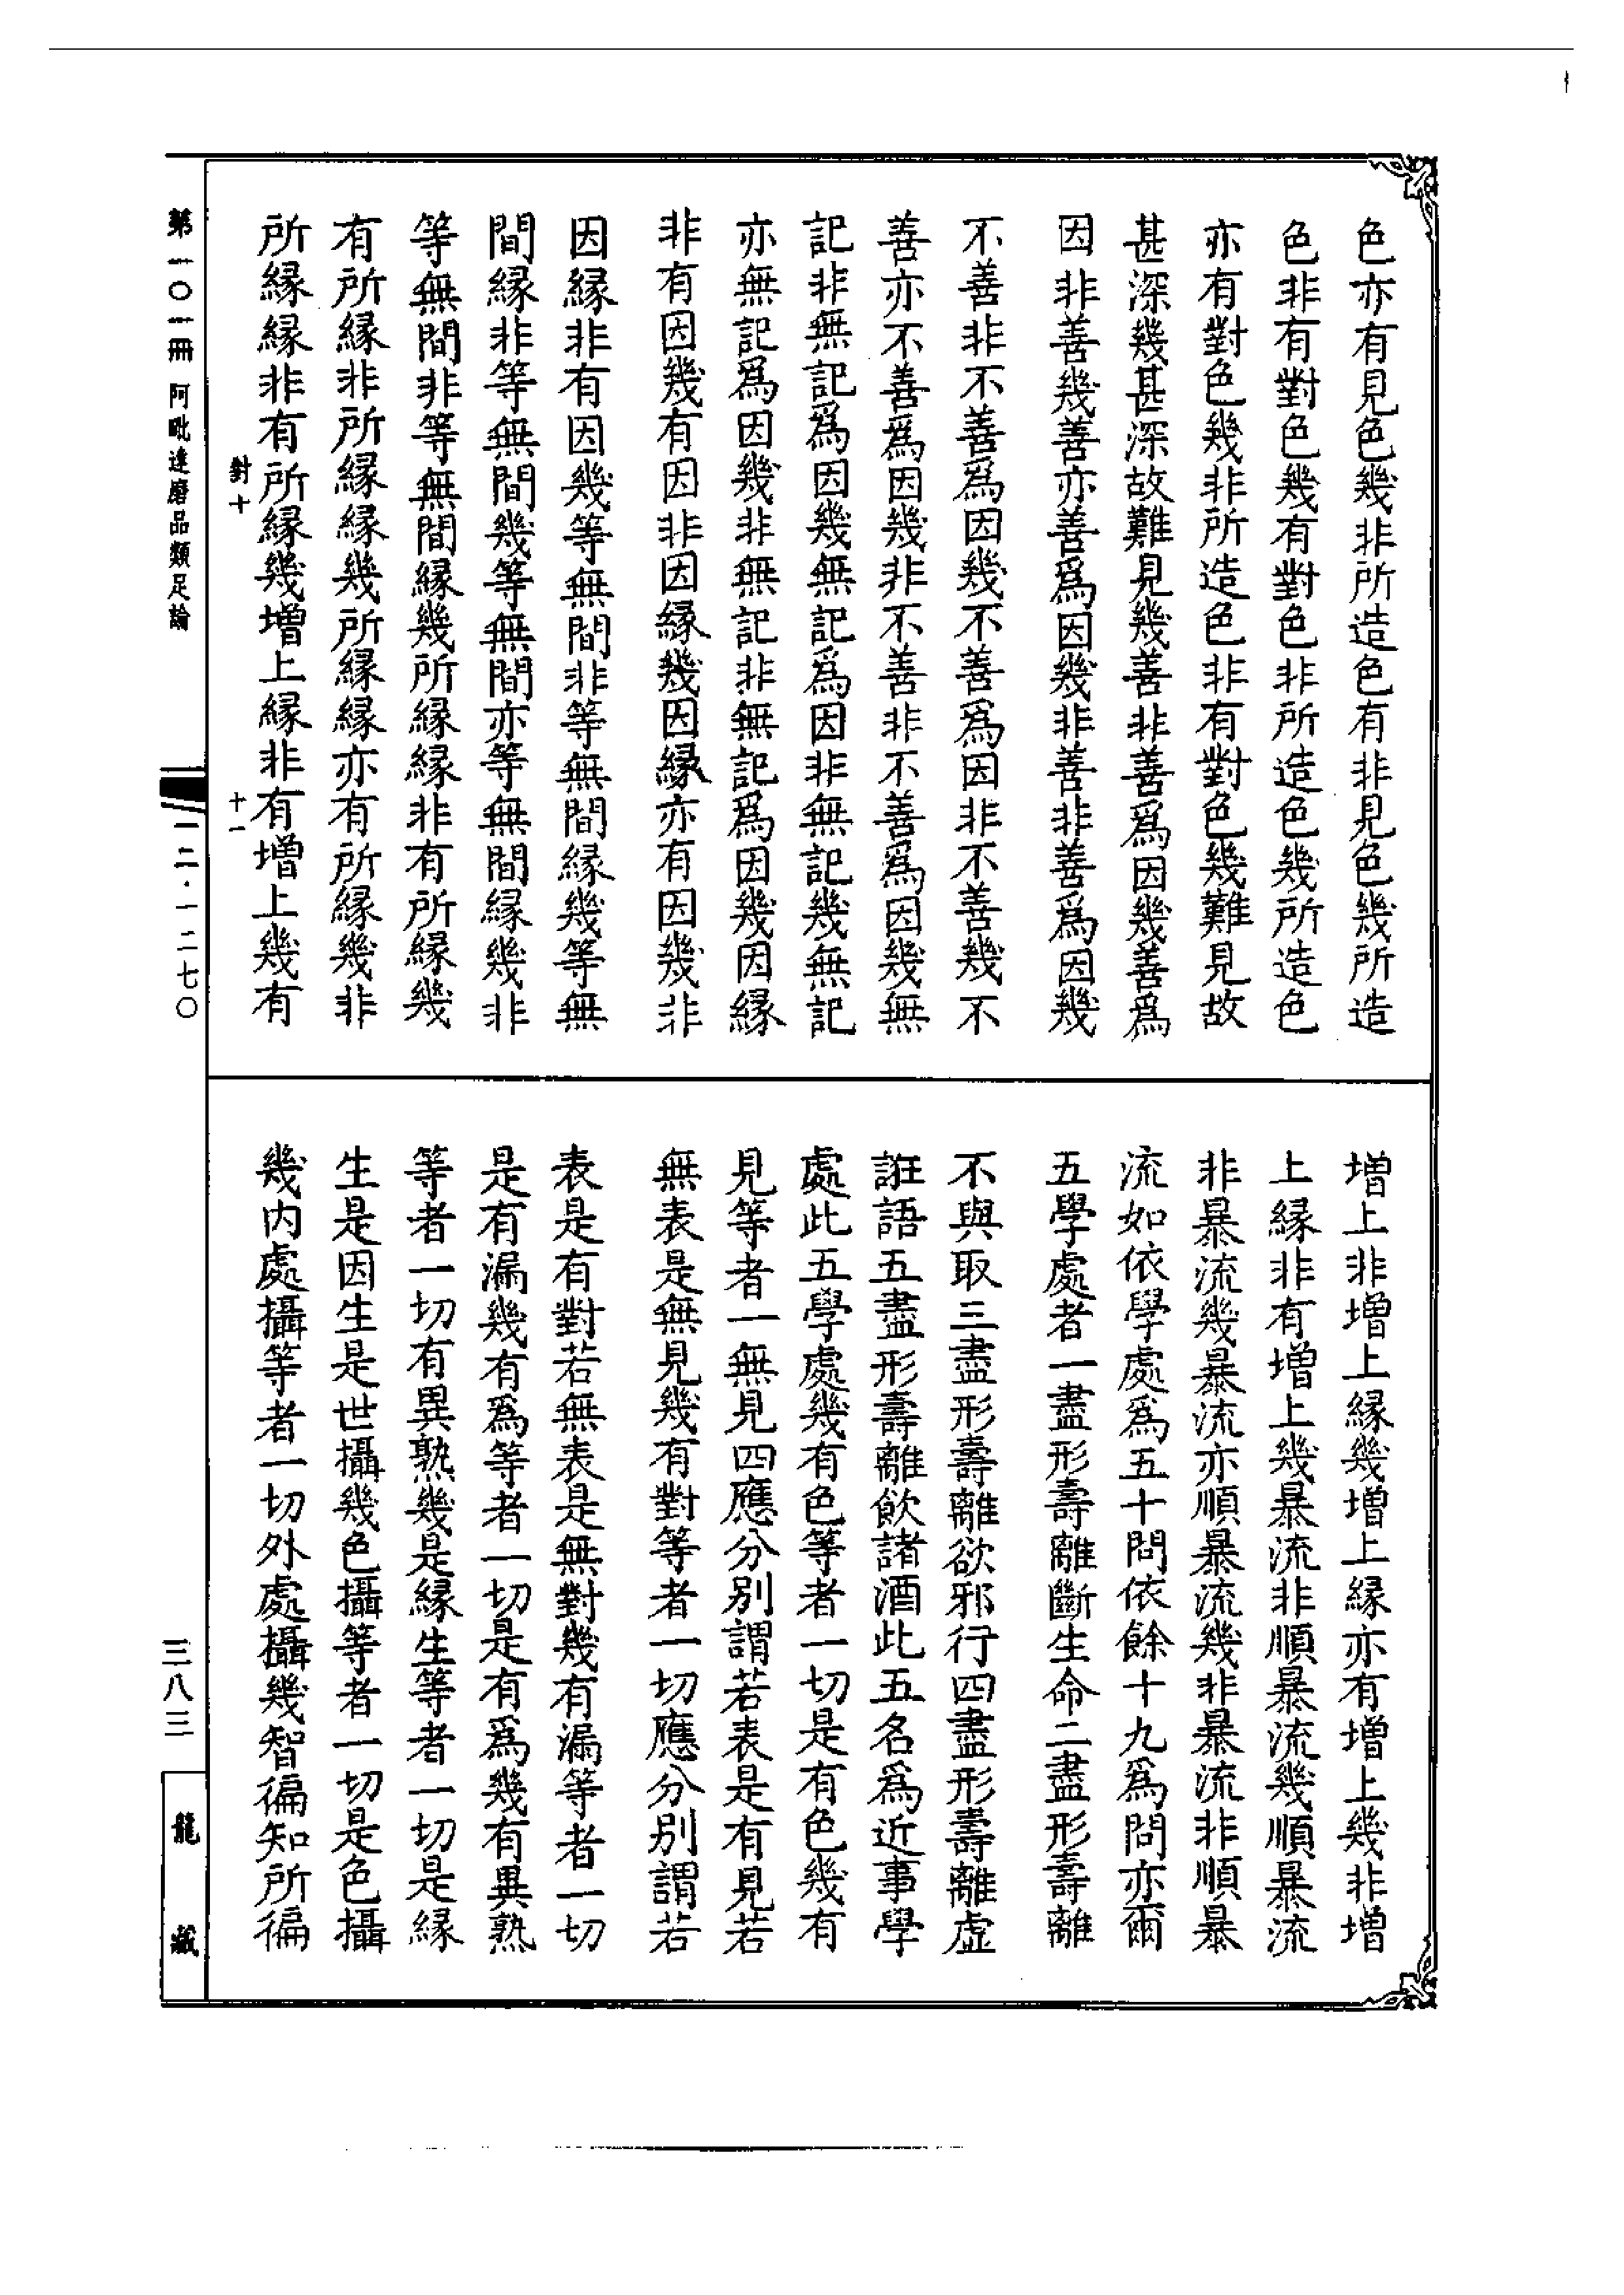 色亦有見色幾非所造色有非見色幾所造
色非有對色幾有對色非所造色幾所造色
亦有對色幾非所造色非有對色幾難見故
甚深幾甚深故難見幾善非善為因幾善為
因非善幾善亦善為因幾非善非善為因幾
不善非不善為因幾不善為因非不善幾不
善亦不善為因幾非不善非不善為因幾無
記非無記為因幾無記為因非無記幾無記
亦無記為因幾非無記非無記為因幾因緣
非有因幾有因非因緣幾因緣亦有因幾非
因緣非有因幾等無間非等無間緣幾等無
間緣非等無間幾等無間亦等無間緣幾非
等無間非等無間緣幾所緣緣非有所緣幾
有所緣非所緣緣幾所緣緣亦有所緣幾非
所緣緣非有所緣幾增上緣非有增上幾有
增上非增上緣幾增上緣亦有增上幾非增
上緣非有增上幾暴流非順暴流幾順暴流
非暴流幾暴流亦順暴流幾非暴流非順暴
流如依學處為五十問依餘十九為問亦爾
五學處者一盡形壽離斷生命二盡形壽離
不與取三盡形壽離欲邪行四盡形壽離虛
誑語五盡形壽離飲諸酒此五名為近事學
處此五學處幾有色等者一切是有色幾有
見等者一無見四應分別謂若表是有見若
無表是無見幾有對等者一切應分別謂若
表是有對若無表是無對幾有漏等者一切
是有漏幾有為等者一切是有為幾有異熟
等者一切有異熟幾是緣生等者一切是緣
生是因生是世攝幾色攝等者一切是色攝
幾內處攝等者一切外處攝幾智徧知所徧
對十
十一
第一〇一冊 阿毗達磨品類足論
一二·一二七〇
三八三
龍藏